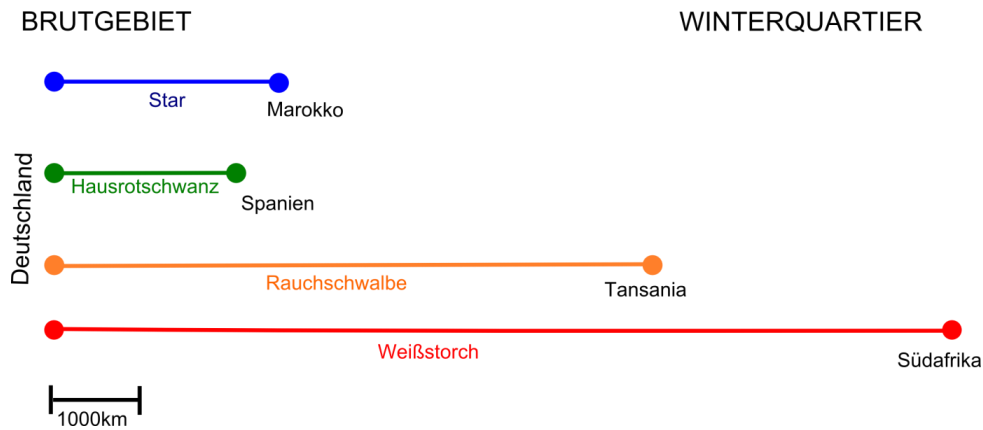 BRUTGEBIET
WINTERQUARTIER
Star
Marokko
Deutschland
Hausrotschwanz
Spanien
Rauchschwalbe
Tansania
Weißstorch
Südafrika
1000km